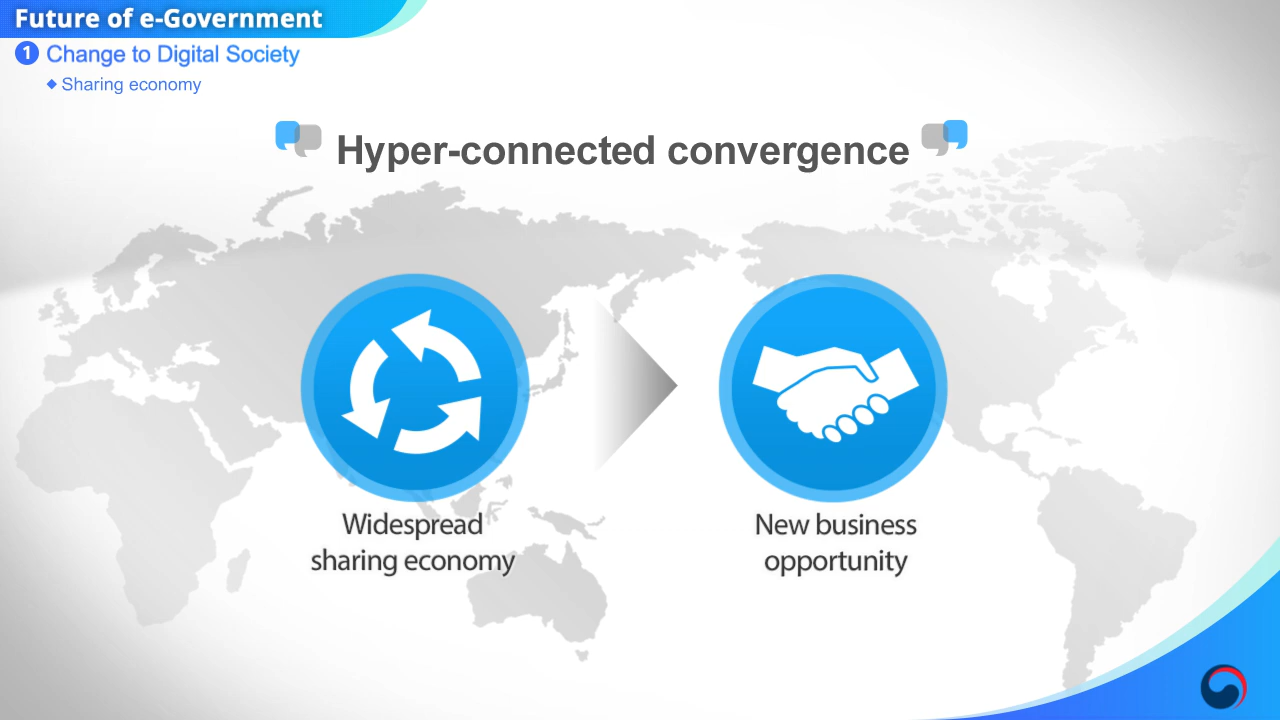 Future of e-Government
1 Change to Digital Society
◆ Sharing economy
Hyper-connected convergence
Widespread
sharing economy
New business
opportunity